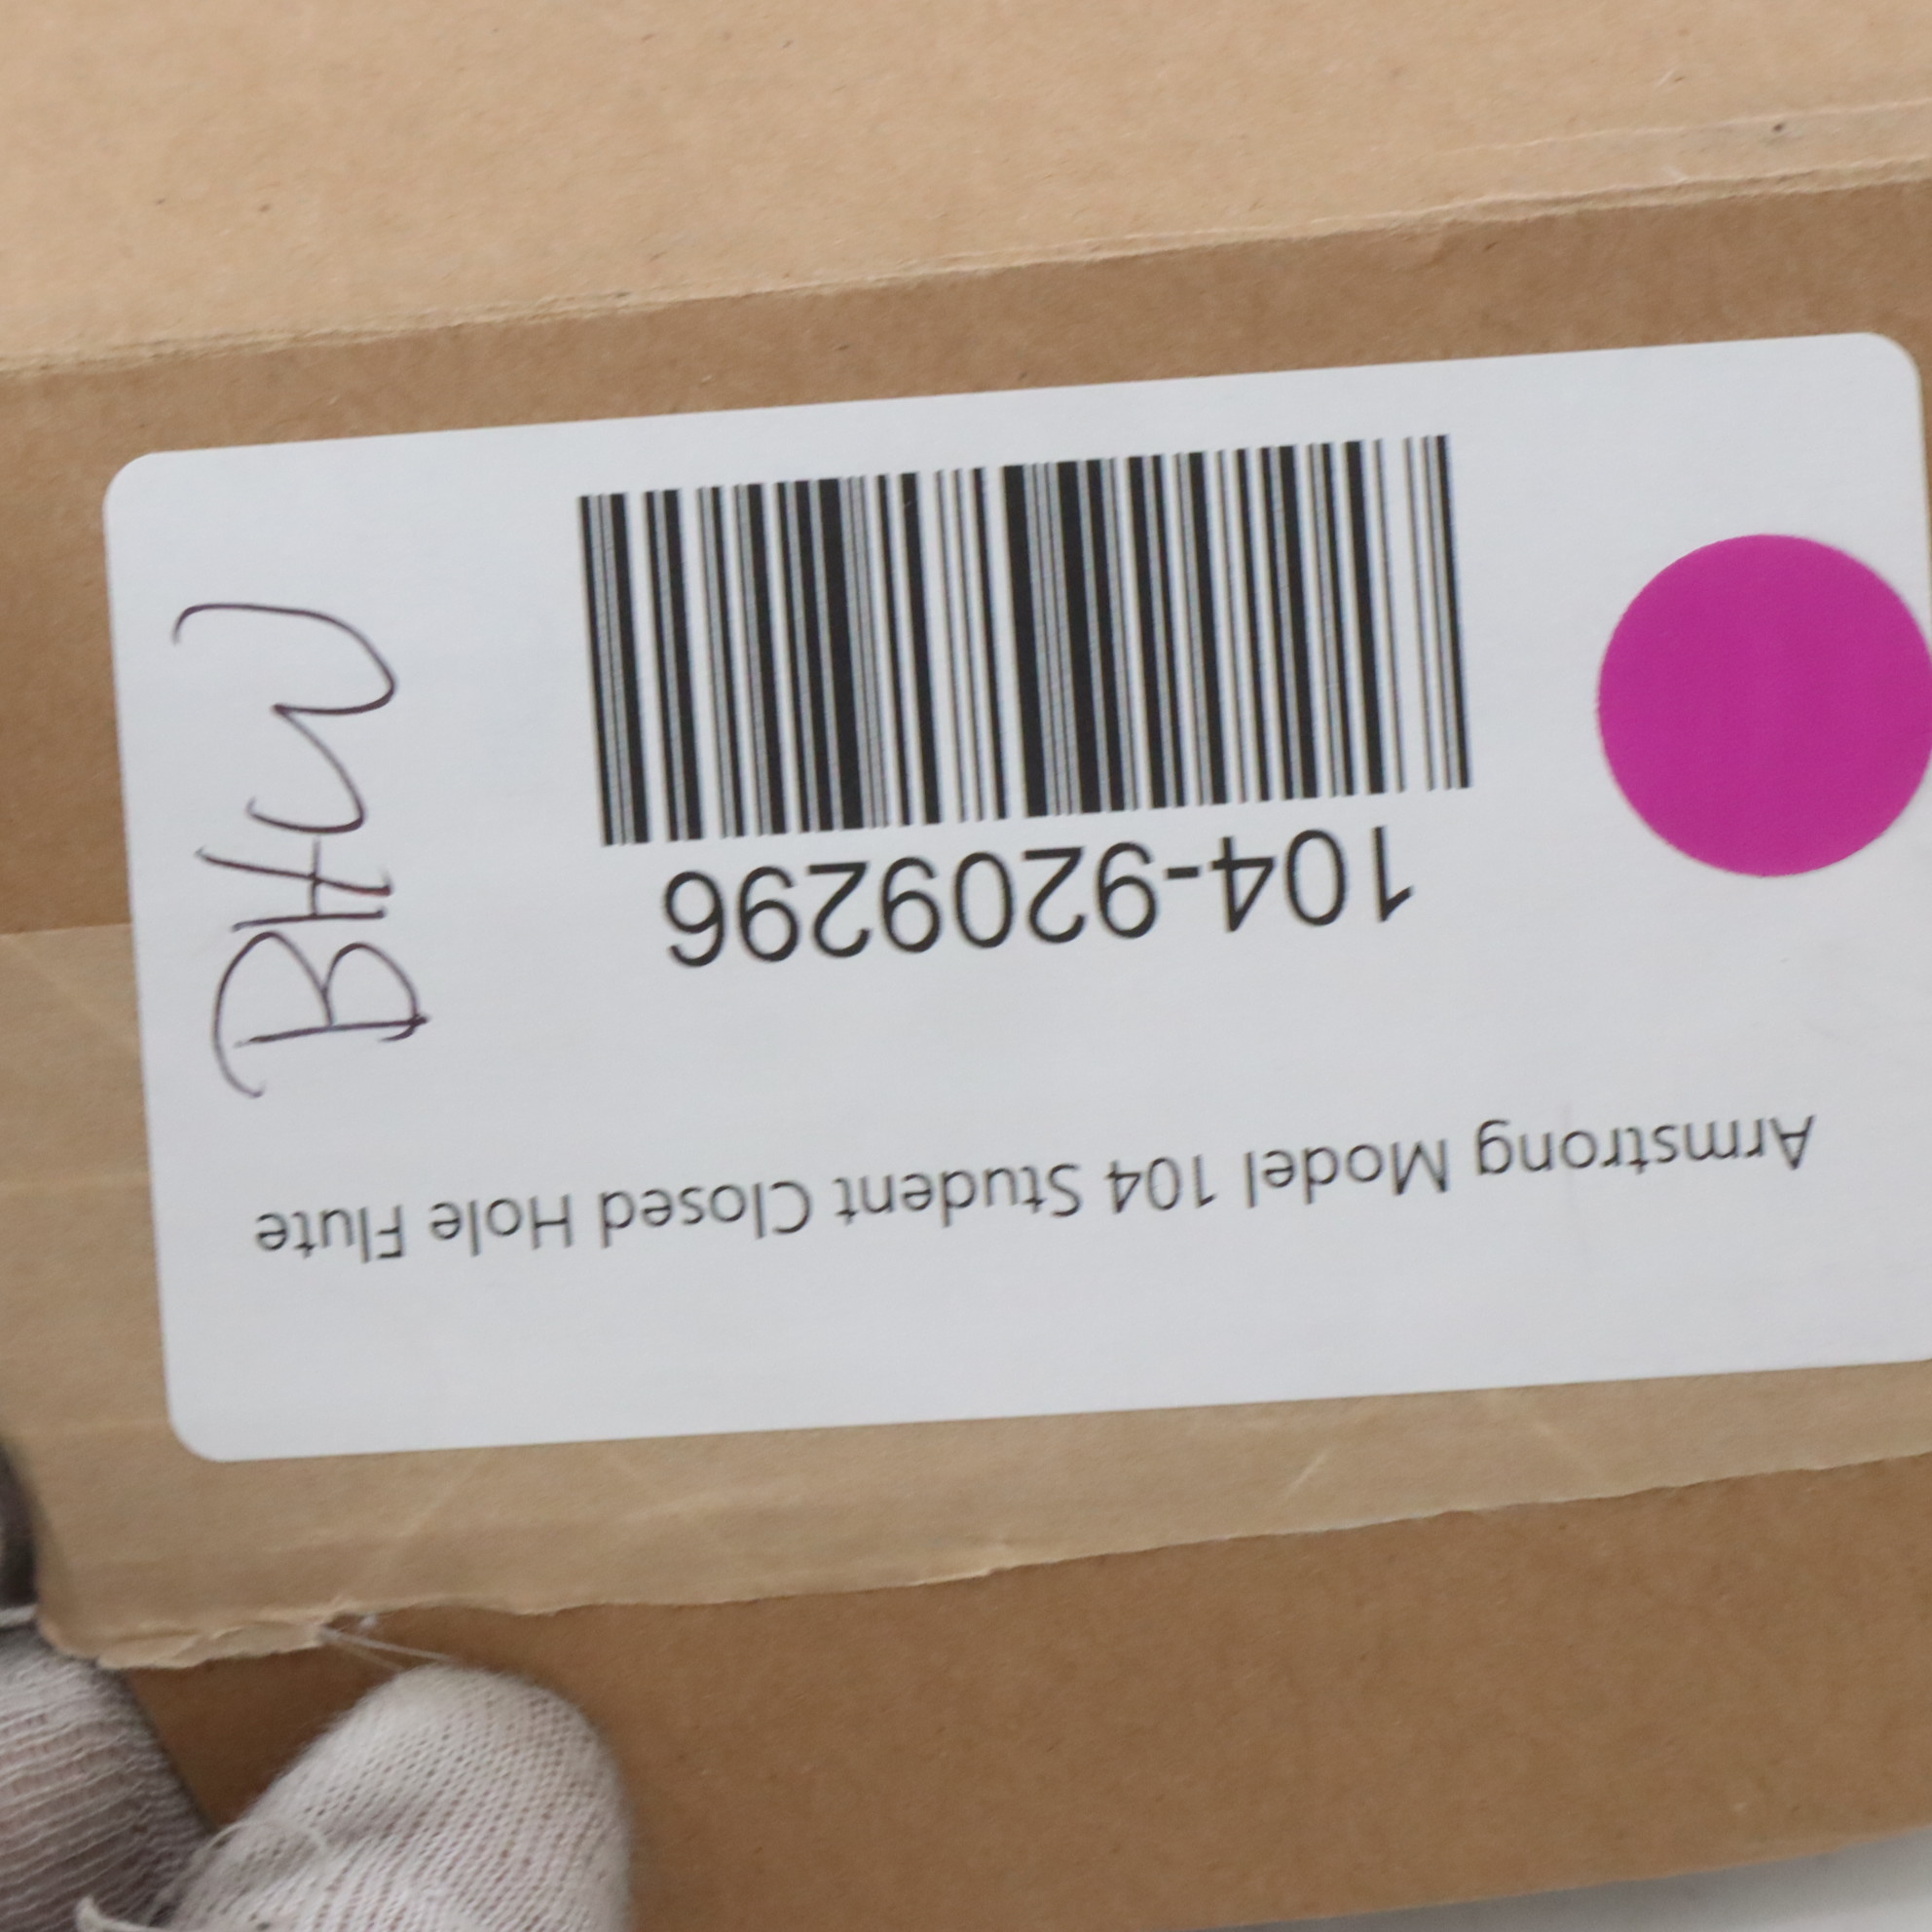 Armstrong Model 104 Student Closed Hole Flute
104-9209296
BHW